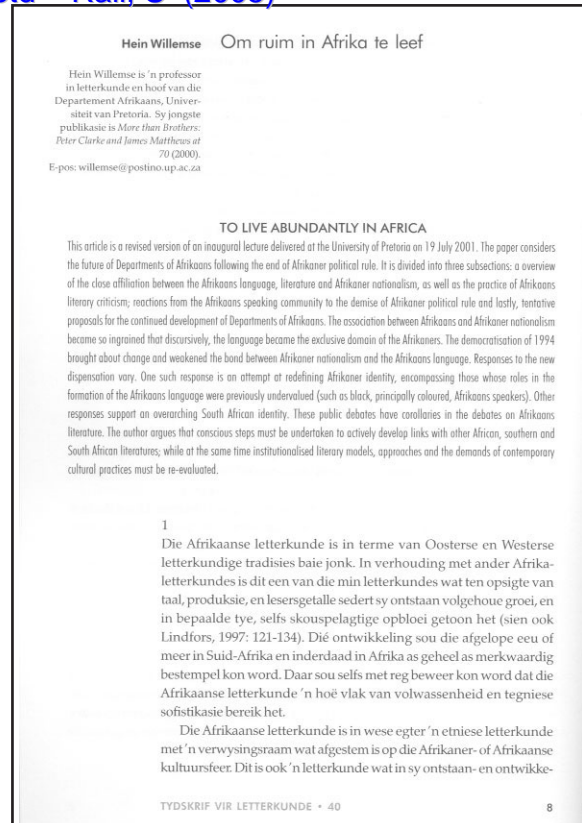 Hein Willemse Om ruim in Afrika te leef
Hein Willemse is 'n professor
in letterkunde en hoof van die
Departement Afrikaans, Univer-
siteit van Pretoria. Sy jongste
publikasie is More than Brothers:
Peter Clarke and James Matthews at
70 (2000).
E-pos: willemse@postino.up.ac.za
TO LIVE ABUNDANTLY IN AFRICA
This article is a revised version of an inaugural lecture delivered at the University of Pretoria on 19 July 2001. The paper considers
the future of Departments of Afrikaans following the end of Afrikaner political rule. It is divided into three subsections: a overview
of the close affiliation between the Afrikaans language, literature and Afrikaner nationalism, as well as the practice of Afrikaans
literary criticism; reactions from the Afrikaans speaking community to the demise of Afrikaner political rule and lastly, tentative
proposals for the continued development of Departments of Afrikaans. The association between Afrikaans and Afrikaner nationalism
became so ingrained that discursively, the language became the exclusive domain of the Afrikaners. The democratisation of 1994
brought about change and weakened the bond between Afrikaner nationalism and the Afrikaans language. Responses to the new
dispensation vary. One such response is an attempt at redefining Afrikaner identity, encompassing those whose roles in the
formation of the Afrikaans language were previously undervalued (such as black, principally coloured, Afrikaans speakers). Other
responses support an overarching South African identity. These public debates have corollaries in the debates on Afrikaans
literature. The author argues that conscious steps must be undertaken to actively develop links with other African, southern and
South African literatures; while at the same time institutionalised literary models, approaches and the demands of contemporary
cultural practices must be re-evaluated.
1
Die Afrikaanse letterkunde is in terme van Oosterse en Westerse
letterkundige tradisies baie jonk. In verhouding met ander Afrika-
letterkundes is dit een van die min letterkundes wat ten opsigte van
taal, produksie, en lesersgetalle sedert sy ontstaan volgehoue groei, en
in bepaalde tye, selfs skouspelagtige opbloei getoon het (sien ook
Lindfors, 1997: 121-134). Dié ontwikkeling sou die afgelope eeu of
meer in Suid-Afrika en inderdaad in Afrika as geheel as merkwaardig
bestempel kon word. Daar sou selfs met reg beweer kon word dat die
Afrikaanse letterkunde 'n hoë vlak van volwassenheid en tegniese
sofistikasie bereik het.
Die Afrikaanse letterkunde is in wese egter 'n etniese letterkunde
met 'n verwysingsraam wat afgestem is op die Afrikaner- of Afrikaanse
kultuursfeer. Dit is ook 'n letterkunde wat in sy ontstaan- en ontwikke-
TYDSKRIF VIR LETTERKUNDE • 40 8